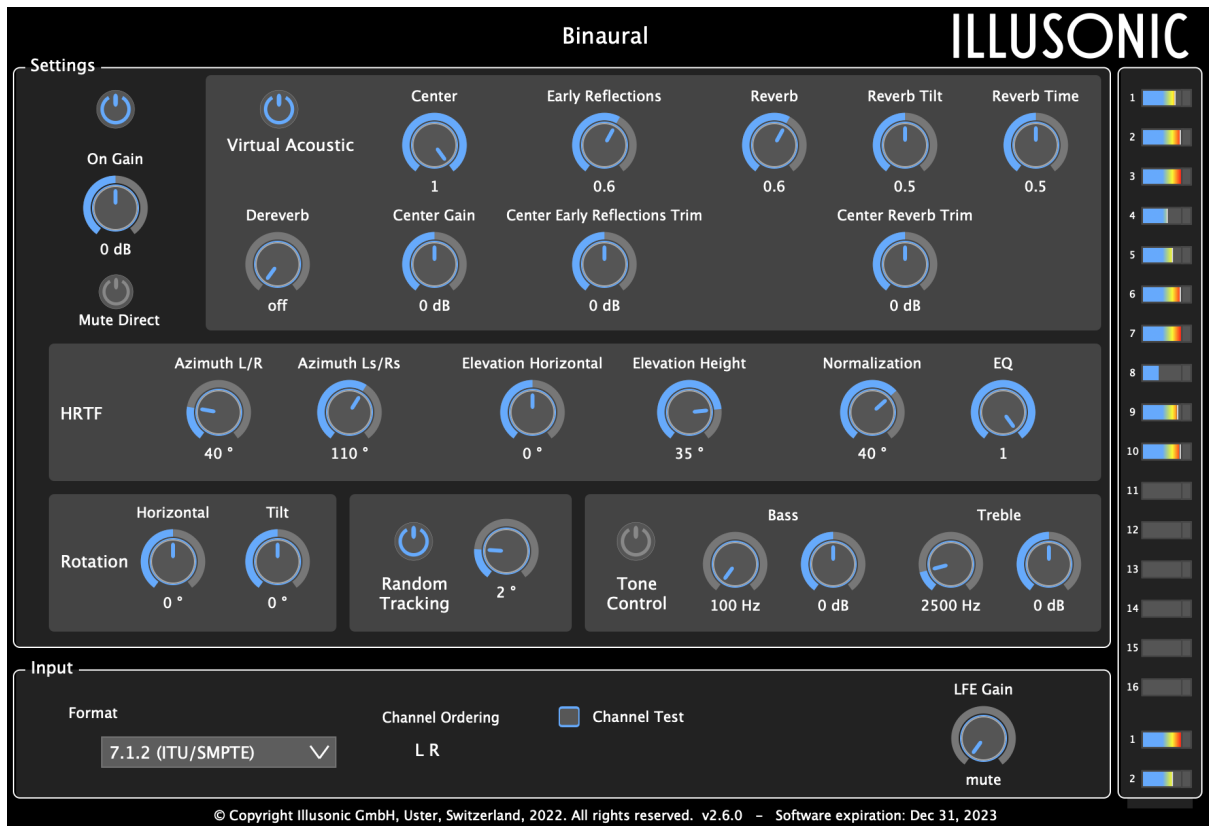 Binaural
ILLUSONIC
Settings
On Gain
0 dB
Mute Direct
Virtual Acoustic
Center
1
Early Reflections
0.6
Reverb
0.6
Reverb Tilt
0.5
Reverb Time
0.5
Dereverb
off
Center Gain
0 dB
Center Early Reflections Trim
0 dB
Center Reverb Trim
0 dB
HRTF
Azimuth L/R
40 °
Azimuth Ls/Rs
110 °
Elevation Horizontal
0 °
Elevation Height
35 °
Normalization
40 °
EQ
1
Rotation
Horizontal
0 °
Tilt
0 °
Random
Tracking
2 °
Tone
Control
Bass
100 Hz
0 dB
Treble
2500 Hz
0 dB
Input
Format
7.1.2 (ITU/SMPTE)
Channel Ordering
L R
Channel Test
LFE Gain
mute
1
2
3
4
5
6
7
8
9
10
11
12
13
14
15
16
1
2
© Copyright Illusonic GmbH, Uster, Switzerland, 2022. All rights reserved. v2.6.0 – Software expiration: Dec 31, 2023